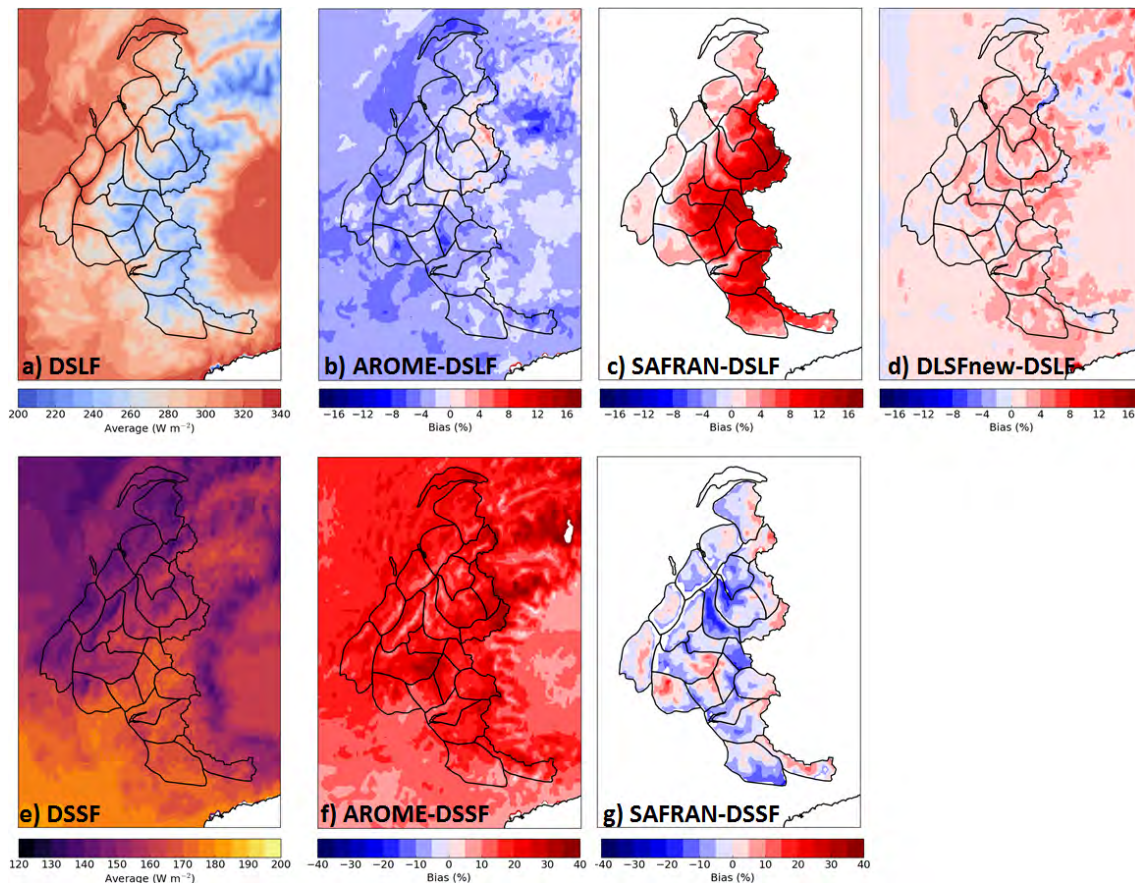 a) DSLF
b) AROME-DSLF
c) SAFRAN-DSLF
d) DLSFnew-DSLF
200 220 240 260 280 300 320 340
Average (W m⁻²)
−16 −12 −8 −4 0 4 8 12 16
Bias (%)
−16 −12 −8 −4 0 4 8 12 16
Bias (%)
−16 −12 −8 −4 0 4 8 12 16
Bias (%)
e) DSSF
f) AROME-DSSF
g) SAFRAN-DSSF
120 130 140 150 160 170 180 190 200
Average (W m⁻²)
−40 −30 −20 −10 0 10 20 30 40
Bias (%)
−40 −30 −20 −10 0 10 20 30 40
Bias (%)